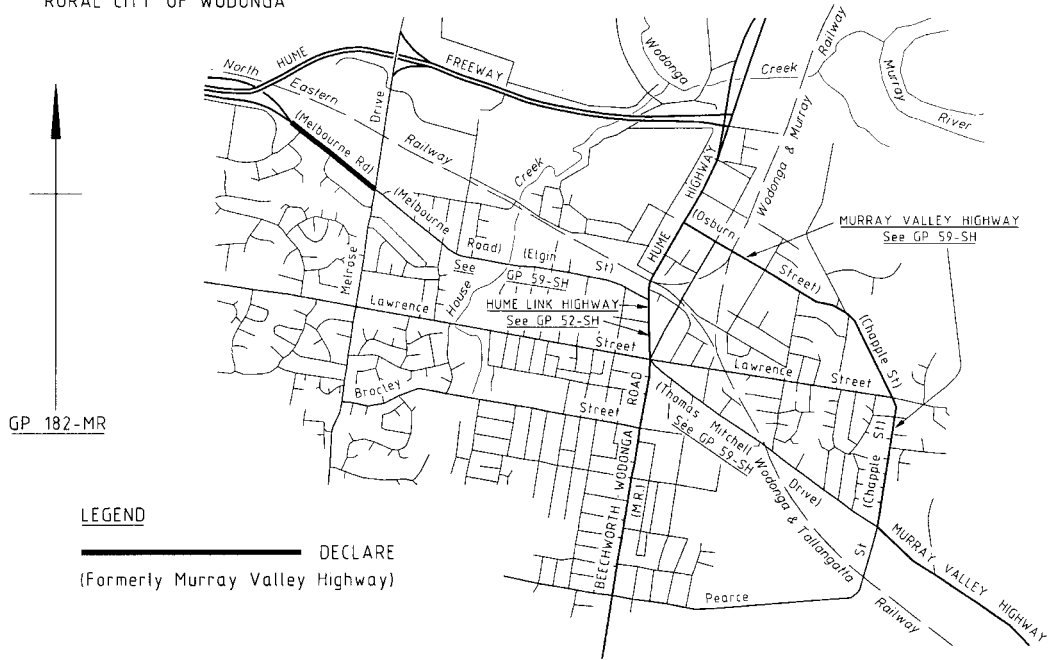 RURAL CITY OF WODONGA
HUME
FREEWAY
North
Eastern
Railway
Drive
(Melbourne Rd)
Wodonga
Creek
Railway
Murray
River
Wodonga & Murray
Creek
HIGHWAY
HUME
(Osburn
Street)
MURRAY VALLEY HIGHWAY
See GP 59-SH
(Melbourne
Road)
(Elgin
St)
See
GP 59-SH
House
Melrose
HUME LINK HIGHWAY
See GP 52-SH
Lawrence
Street
Lawrence
Street
(Chapple St)
(Chapple St)
Brocley
Street
BEECHWORTH - WODONGA ROAD
(M.R.)
(Thomas Mitchell
Drive)
See GP 59-SH
Wodonga & Tallangatta
Railway
MURRAY VALLEY HIGHWAY
Pearce
St
GP 182-MR
LEGEND
DECLARE
(Formerly Murray Valley Highway)